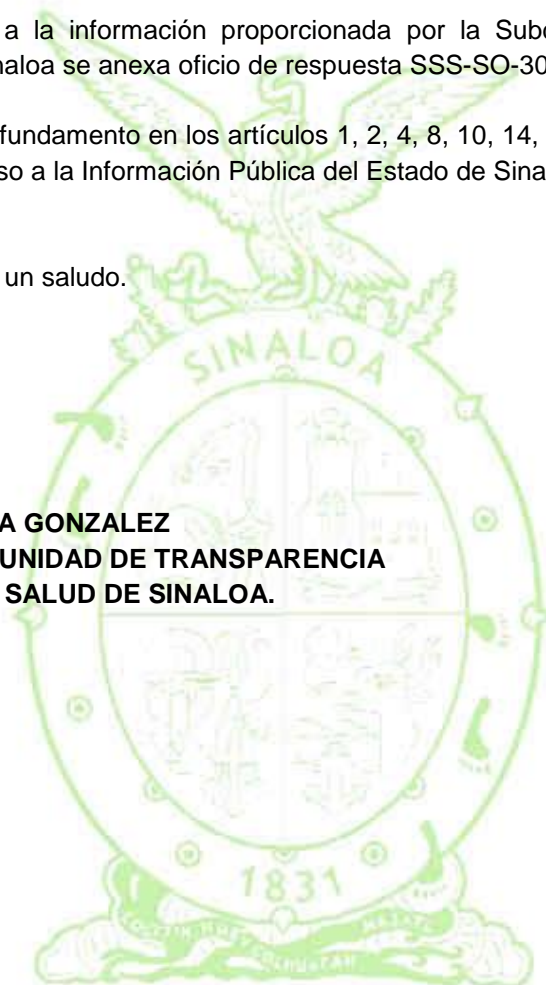 a la información proporcionada por la Subd
naloa se anexa oficio de respuesta SSS-SO-30
fundamento en los artículos 1, 2, 4, 8, 10, 14,
so a la Información Pública del Estado de Sina
un saludo.
SINALOA
A GONZALEZ
UNIDAD DE TRANSPARENCIA
SALUD DE SINALOA.
1831